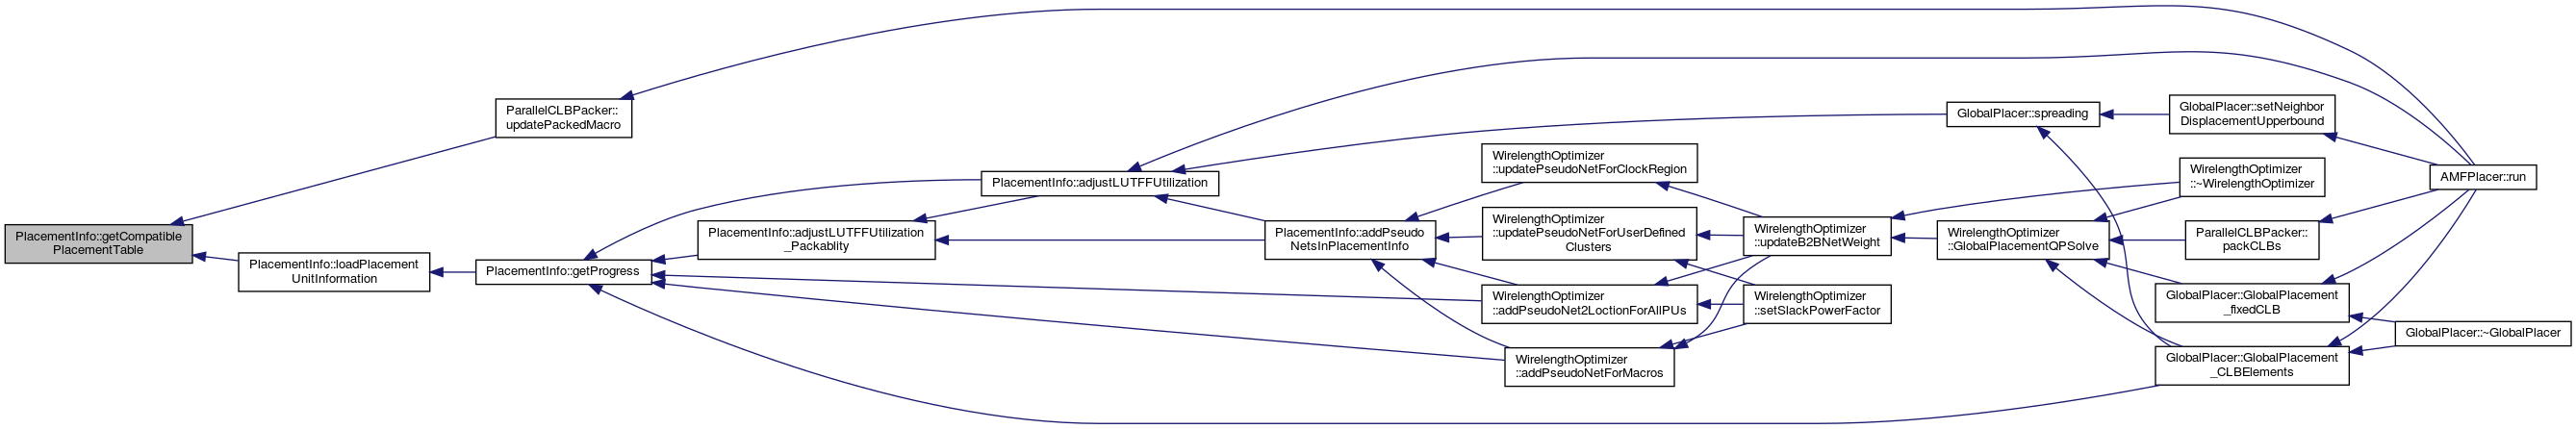 PlacementInfo::getCompatible
PlacementTable
ParallelCLBPacker::
updatePackedMacro
PlacementInfo::loadPlacement
UnitInformation
PlacementInfo::getProgress
PlacementInfo::adjustLUTFFUtilization
_Packablity
PlacementInfo::adjustLUTFFUtilization
PlacementInfo::addPseudo
NetsInPlacementInfo
WirelengthOptimizer
::updatePseudoNetForClockRegion
WirelengthOptimizer
::updatePseudoNetForUserDefined
Clusters
WirelengthOptimizer
::addPseudoNet2LoctionForAllPUs
WirelengthOptimizer
::addPseudoNetForMacros
WirelengthOptimizer
::updateB2BNetWeight
WirelengthOptimizer
::setSlackPowerFactor
GlobalPlacer::spreading
WirelengthOptimizer
::GlobalPlacementQPSolve
GlobalPlacer::setNeighbor
DisplacementUpperbound
WirelengthOptimizer
::~WirelengthOptimizer
ParallelCLBPacker::
packCLBs
GlobalPlacer::GlobalPlacement
_fixedCLB
GlobalPlacer::GlobalPlacement
_CLBElements
AMFPlacer::run
GlobalPlacer::~GlobalPlacer